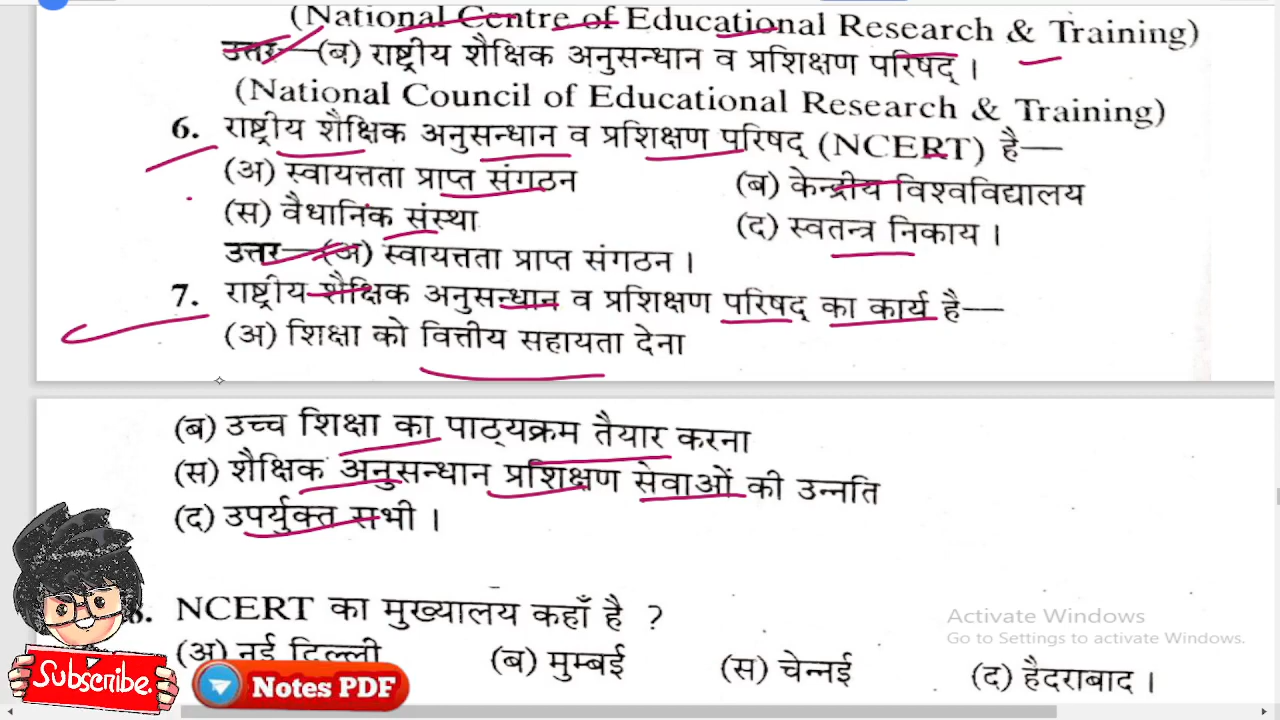 (National Centre of Educational Research & Training)
उत्तर—(ब) राष्ट्रीय शैक्षिक अनुसन्धान व प्रशिक्षण परिषद् ।
(National Council of Educational Research & Training)
6. राष्ट्रीय शैक्षिक अनुसन्धान व प्रशिक्षण परिषद् (NCERT) है—
(अ) स्वायत्तता प्राप्त संगठन (ब) केन्द्रीय विश्वविद्यालय
(स) वैधानिक संस्था (द) स्वतन्त्र निकाय ।
उत्तर—(अ) स्वायत्तता प्राप्त संगठन ।
7. राष्ट्रीय शैक्षिक अनुसन्धान व प्रशिक्षण परिषद् का कार्य है—
(अ) शिक्षा को वित्तीय सहायता देना
(ब) उच्च शिक्षा का पाठ्यक्रम तैयार करना
(स) शैक्षिक अनुसन्धान प्रशिक्षण सेवाओं की उन्नति
(द) उपर्युक्त सभी ।
NCERT का मुख्यालय कहाँ है ?
(अ) नई दिल्ली (ब) मुम्बई (स) चेन्नई (द) हैदराबाद ।
Activate Windows
Go to Settings to activate Windows.
Subscribe.
Notes PDF